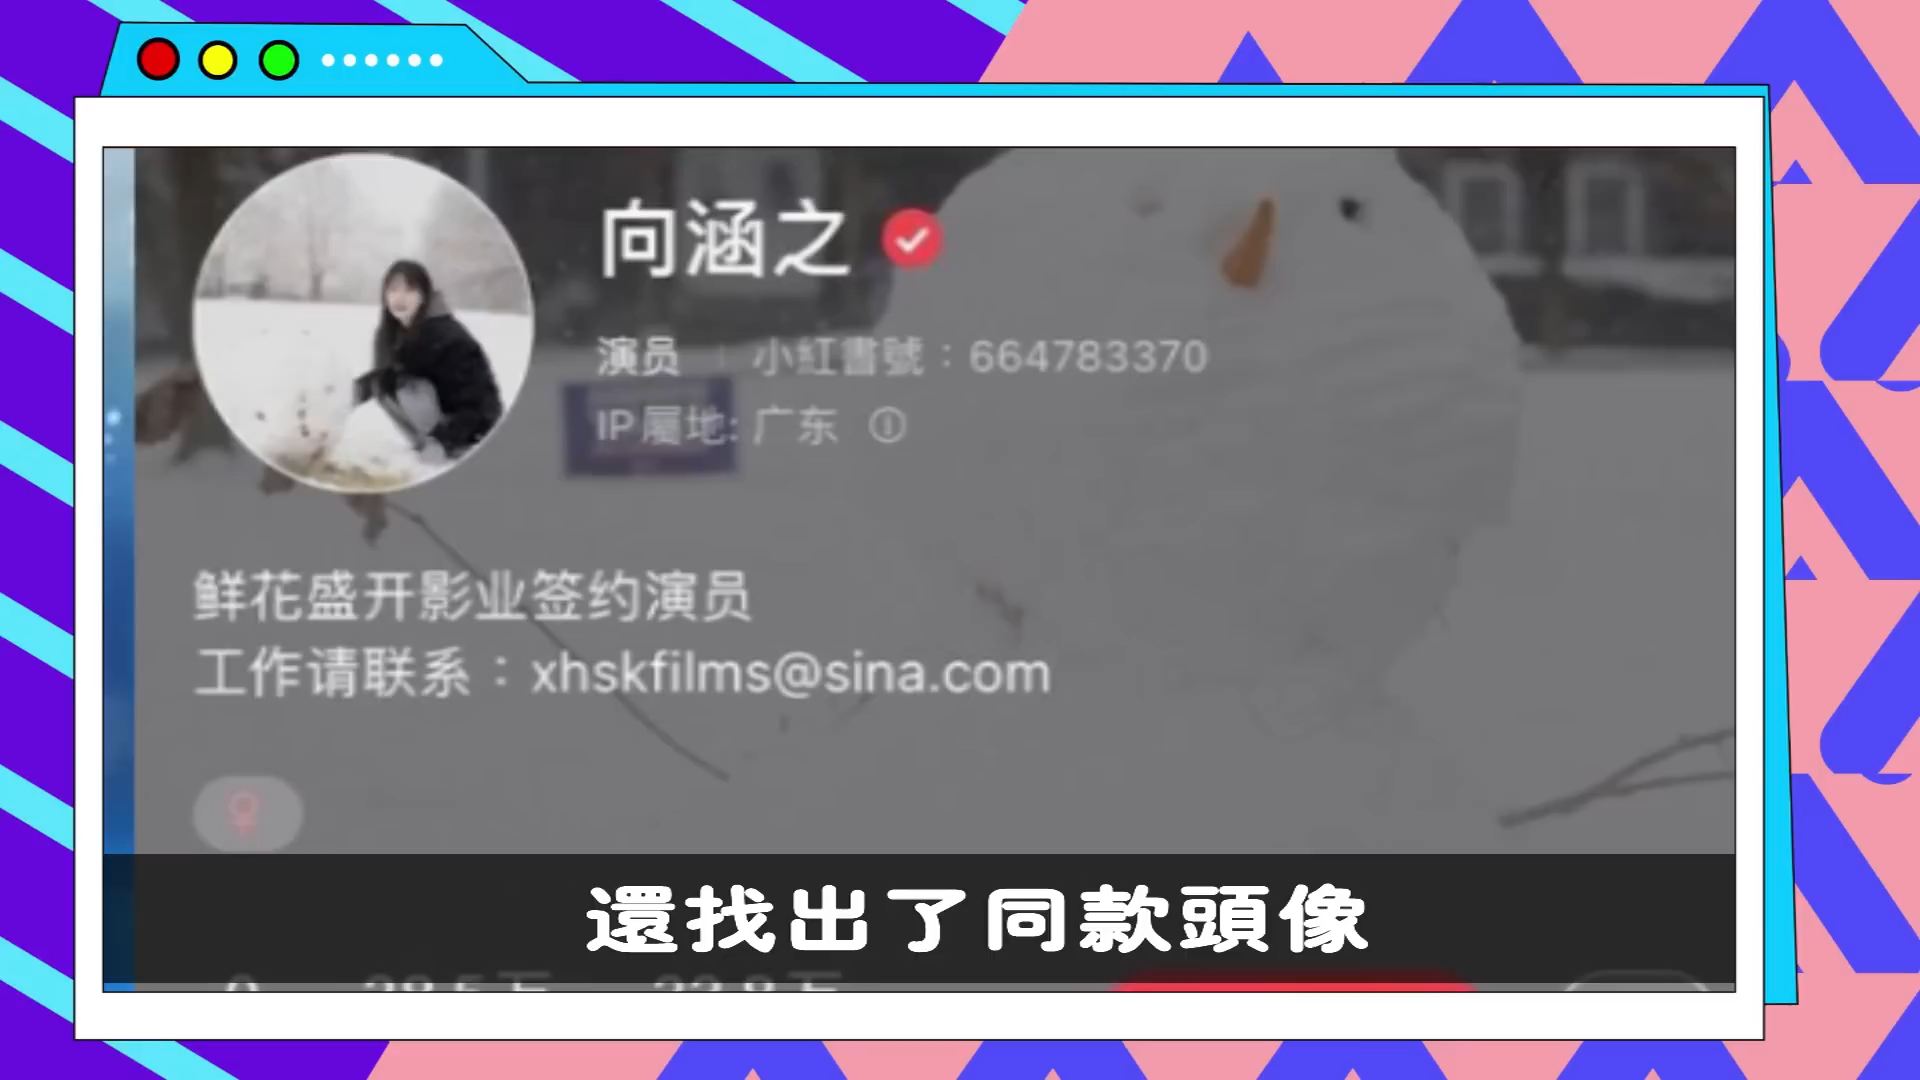 向涵之
演员 | 小紅書號：664783370
IP屬地: 广东
鲜花盛开影业签约演员
工作请联系：xhskfilms@sina.com
還找出了同款頭像